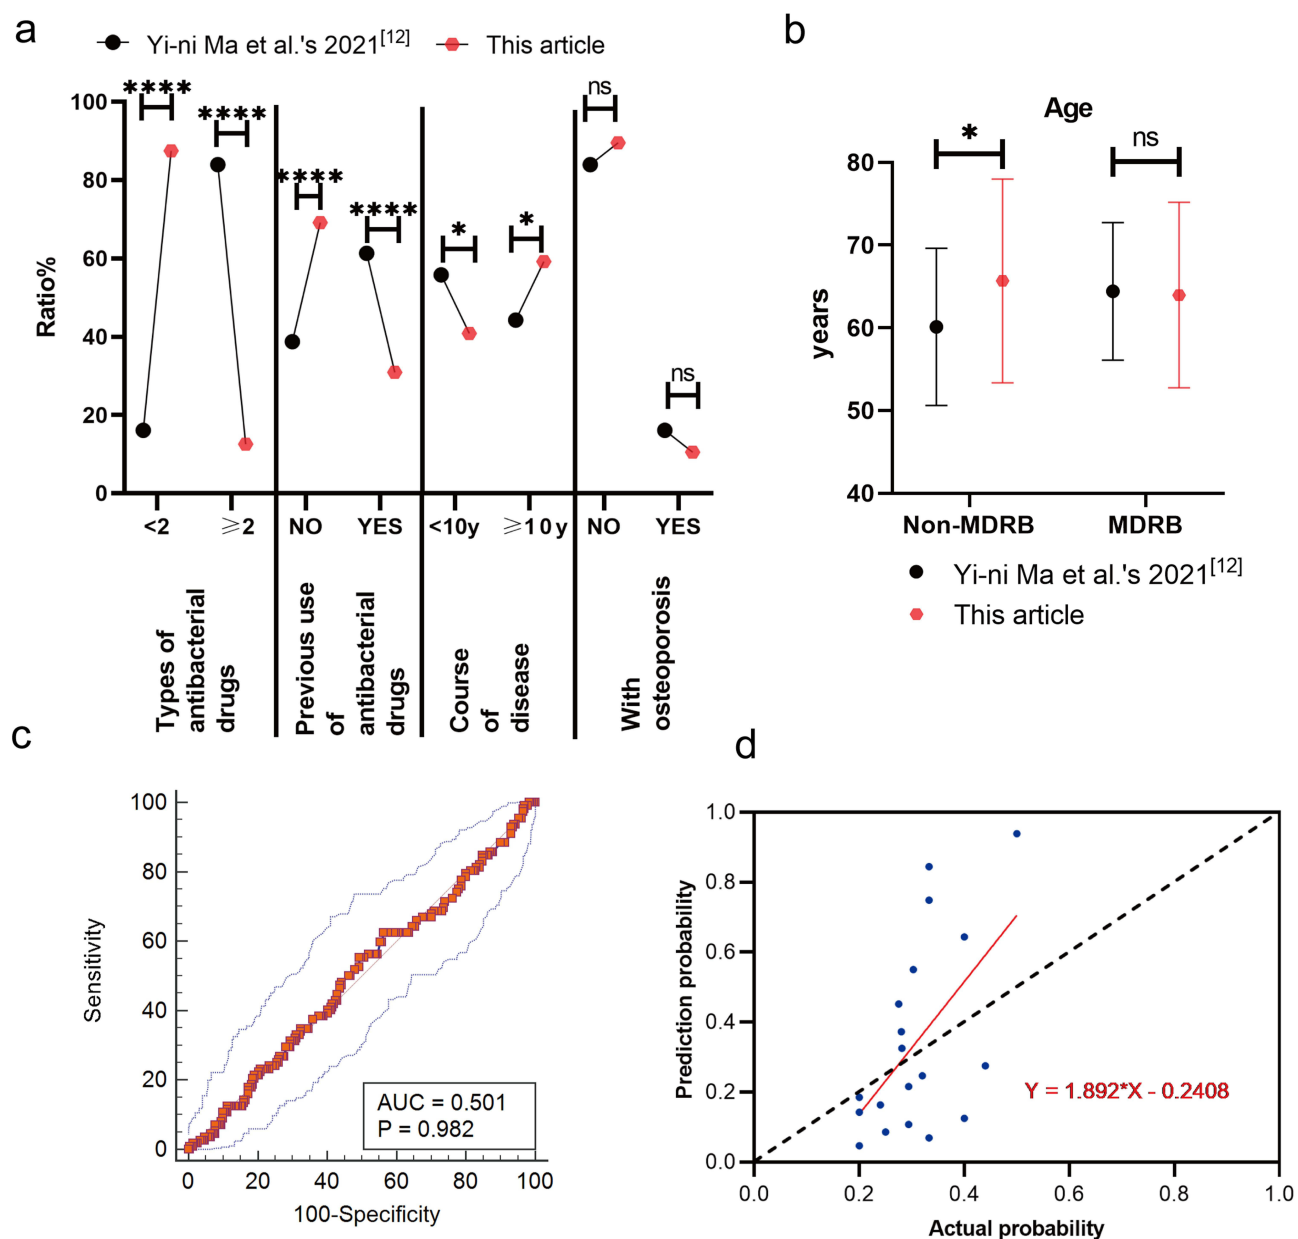 a
Yi-ni Ma et al.'s 2021[12]
This article
Ratio%
100
80
60
40
20
0
****
****
****
****
*
*
ns
ns
<2
⩾2
NO
YES
<10y
⩾10y
NO
YES
Types of
antibacterial
drugs
Previous use
of
antibacterial
drugs
Course
of
disease
With
osteoporosis
b
Age
years
80
70
60
50
40
*
ns
Non-MDRB
MDRB
Yi-ni Ma et al.'s 2021[12]
This article
c
Sensitivity
100
80
60
40
20
0
AUC = 0.501
P = 0.982
0
20
40
60
80
100
100-Specificity
d
Prediction probability
1.0
0.8
0.6
0.4
0.2
0.0
Y = 1.892*X - 0.2408
0.0
0.2
0.4
0.6
0.8
1.0
Actual probability